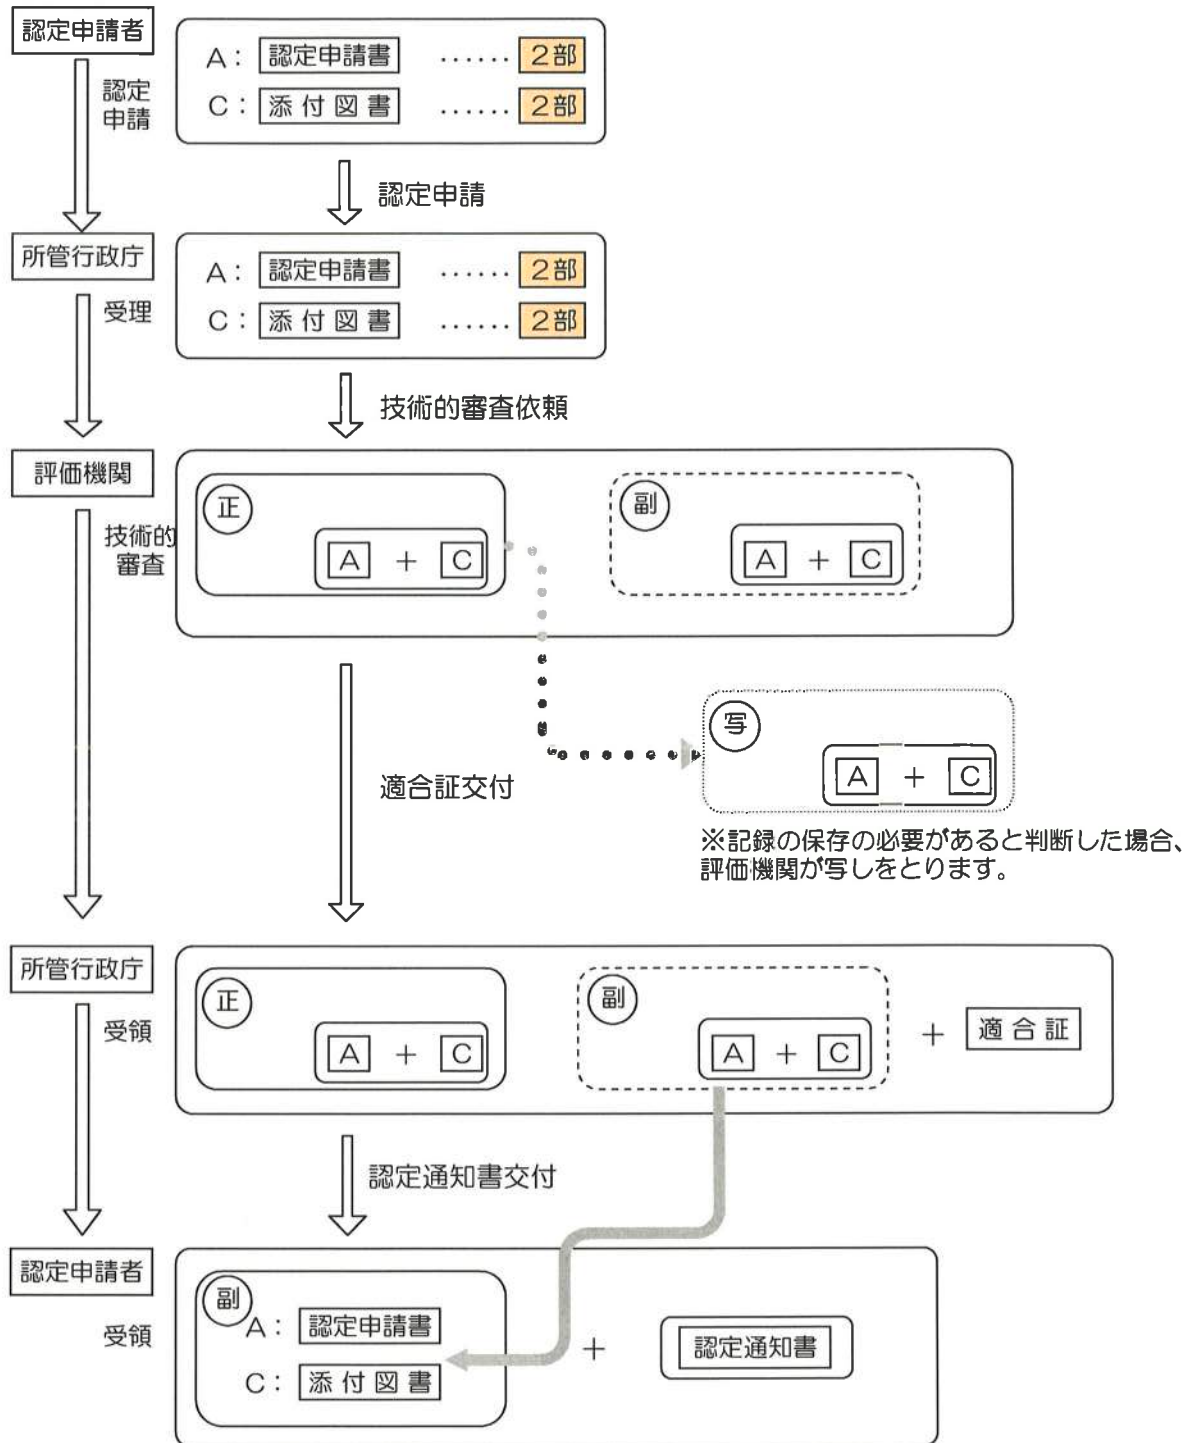 認定申請者
認定
申請
A： 認定申請書 …… 2部
C： 添付図書 …… 2部
認定申請
所管行政庁
受理
A： 認定申請書 …… 2部
C： 添付図書 …… 2部
技術的審査依頼
評価機関
技術的
審査
正
A ＋ C
副
A ＋ C
写
A ＋ C
※記録の保存の必要があると判断した場合、
評価機関が写しをとります。
適合証交付
所管行政庁
受領
正
A ＋ C
副
A ＋ C
＋ 適合証
認定通知書交付
認定申請者
受領
副
A： 認定申請書
C： 添付図書
＋ 認定通知書